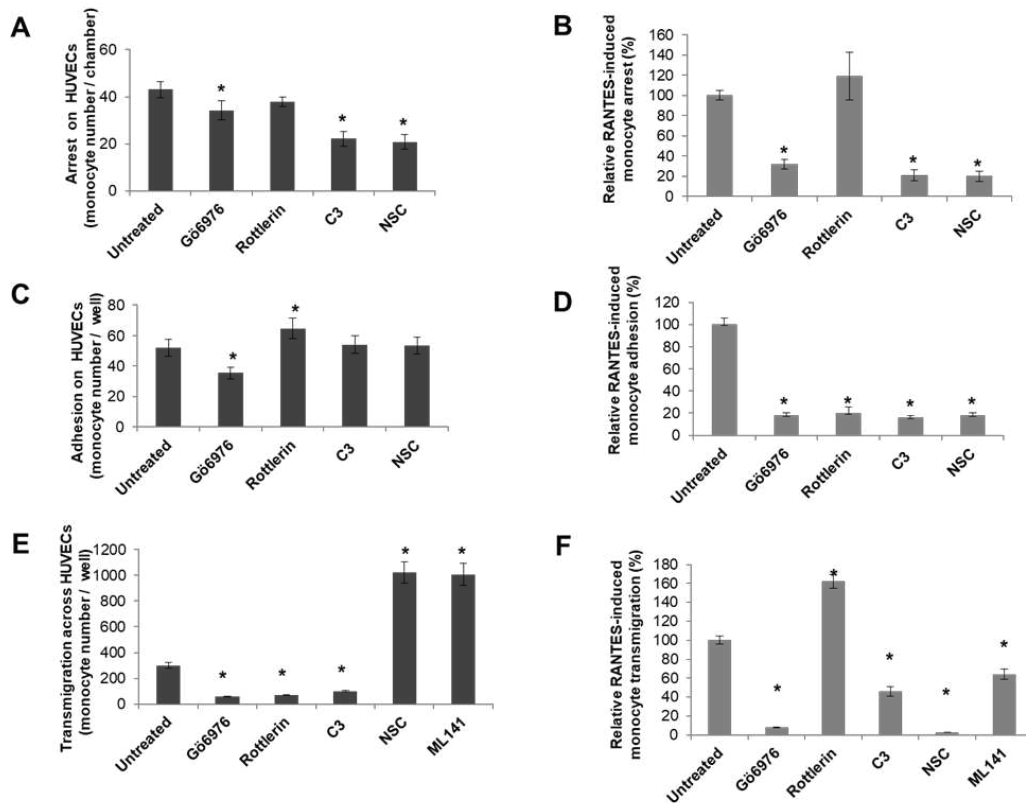 A
Arrest on HUVECs
(monocyte number / chamber)
60
40
20
0
*
*
*
Untreated
Gö6976
Rottlerin
C3
NSC
B
Relative RANTES-induced
monocyte arrest (%)
160
140
120
100
80
60
40
20
0
*
*
*
Untreated
Gö6976
Rottlerin
C3
NSC
C
Adhesion on HUVECs
(monocyte number / well)
80
60
40
20
0
*
*
Untreated
Gö6976
Rottlerin
C3
NSC
D
Relative RANTES-induced
monocyte adhesion (%)
120
100
80
60
40
20
0
*
*
*
*
Untreated
Gö6976
Rottlerin
C3
NSC
E
Transmigration across HUVECs
(monocyte number / well)
1200
1000
800
600
400
200
0
*
*
*
*
*
Untreated
Gö6976
Rottlerin
C3
NSC
ML141
F
Relative RANTES-induced
monocyte transmigration (%)
180
160
140
120
100
80
60
40
20
0
*
*
*
*
*
Untreated
Gö6976
Rottlerin
C3
NSC
ML141